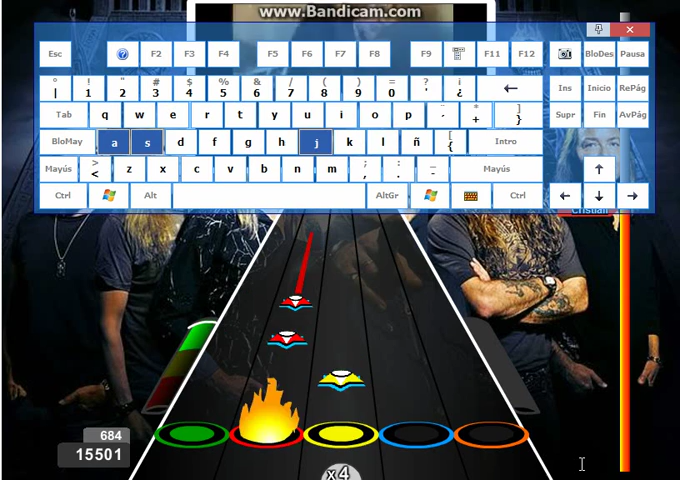 www.Bandicam.com
Esc F2 F3 F4 F5 F6 F7 F8 F9 F11 F12 BloDes Pausa
° ! " # $ % & / ( ) = ? ¡
| 1 2 3 4 5 6 7 8 9 0 ' ¿ ← Ins Inicio RePág
Tab q w e r t y u i o p ¨ ´ * + ] } Supr Fin AvPág
BloMay a s d f g h j k l ñ [ { Intro
Mayús > < z x c v b n m ; , : . _ - Mayús ↑
Ctrl Alt AltGr Ctrl ← ↓ →
Cristian
684
15501
x4